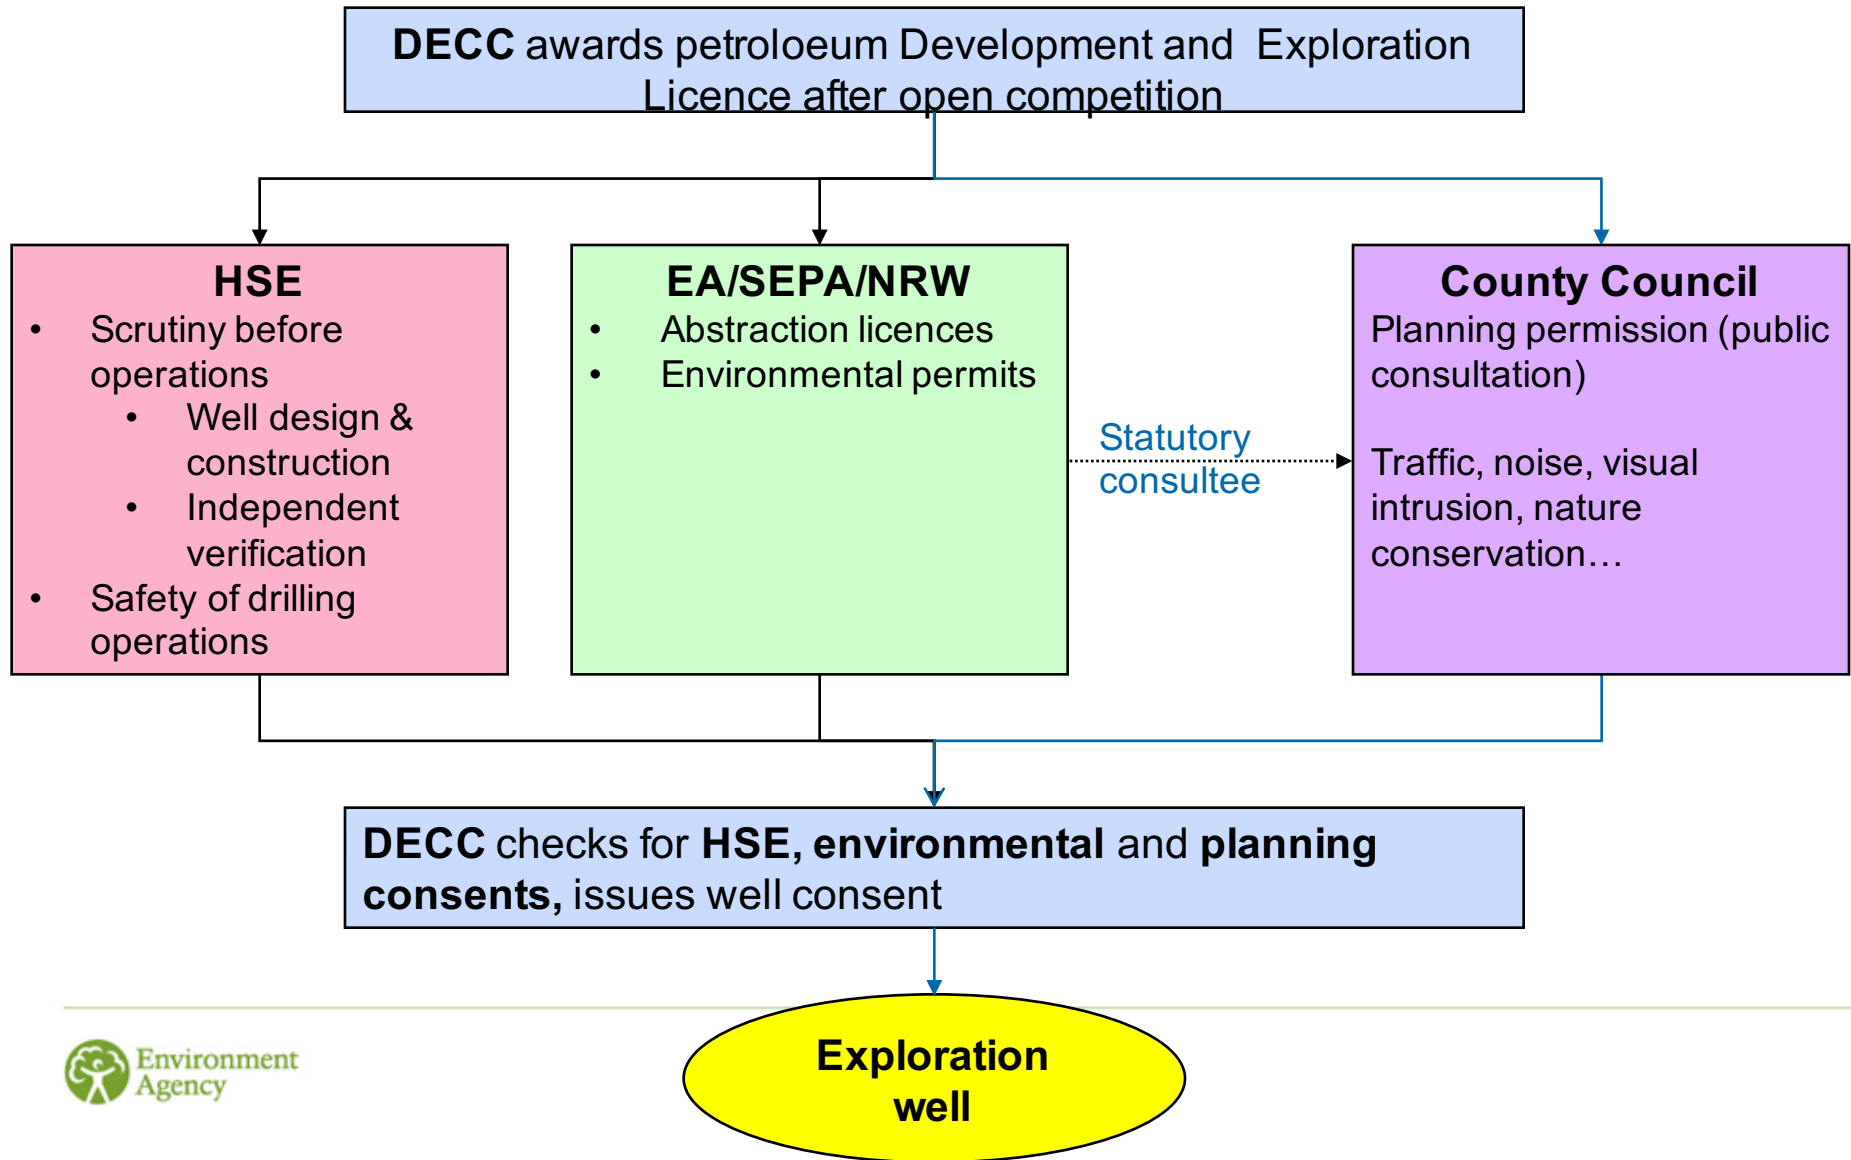 DECC awards petroloeum Development and Exploration
Licence after open competition
HSE
• Scrutiny before
operations
• Well design &
construction
• Independent
verification
• Safety of drilling
operations
EA/SEPA/NRW
• Abstraction licences
• Environmental permits
Statutory
consultee
County Council
Planning permission (public
consultation)
Traffic, noise, visual
intrusion, nature
conservation…
DECC checks for HSE, environmental and planning
consents, issues well consent
Exploration
well
Environment
Agency